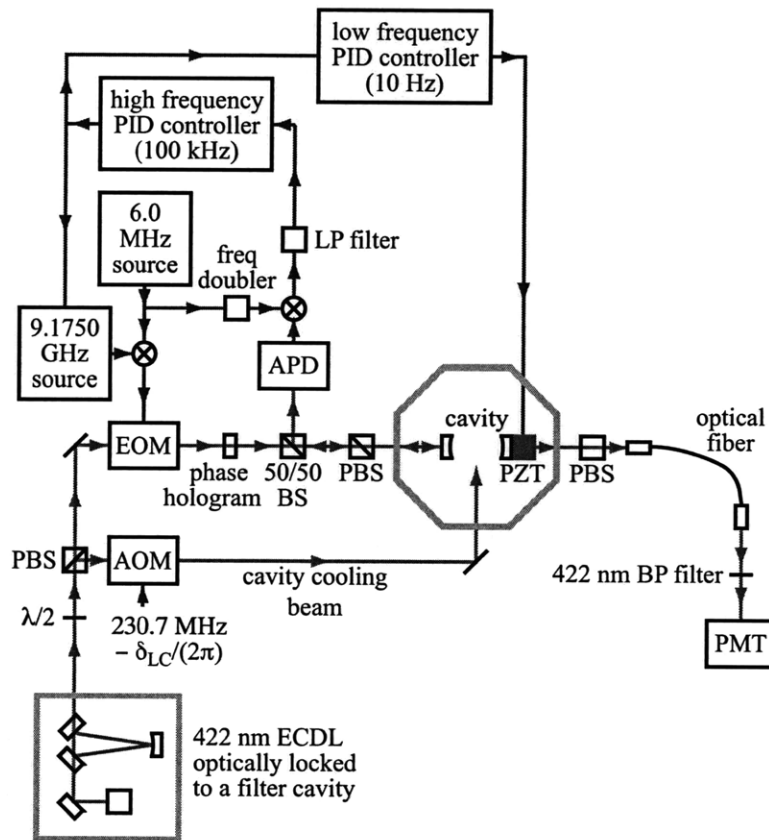 low frequency
PID controller
(10 Hz)
high frequency
PID controller
(100 kHz)
6.0
MHz
source
LP filter
freq
doubler
9.1750
GHz
source
APD
cavity
optical
fiber
EOM
phase
hologram
50/50
BS
PBS
PZT
PBS
PBS
AOM
cavity cooling
beam
422 nm BP filter
λ/2
230.7 MHz
− δLC/(2π)
PMT
422 nm ECDL
optically locked
to a filter cavity